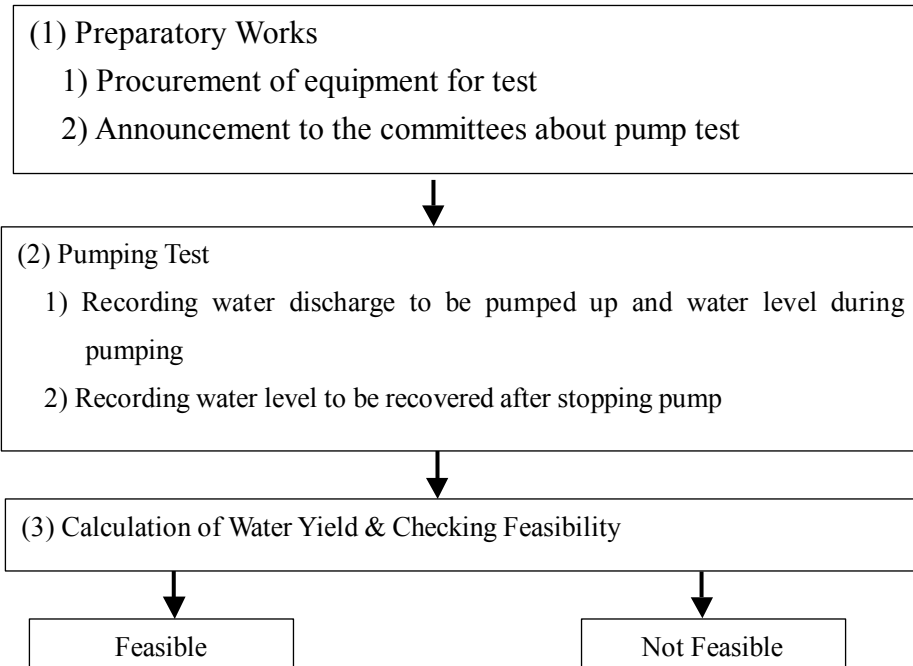 (1) Preparatory Works
1) Procurement of equipment for test
2) Announcement to the committees about pump test
(2) Pumping Test
1) Recording water discharge to be pumped up and water level during
pumping
2) Recording water level to be recovered after stopping pump
(3) Calculation of Water Yield & Checking Feasibility
Feasible
Not Feasible